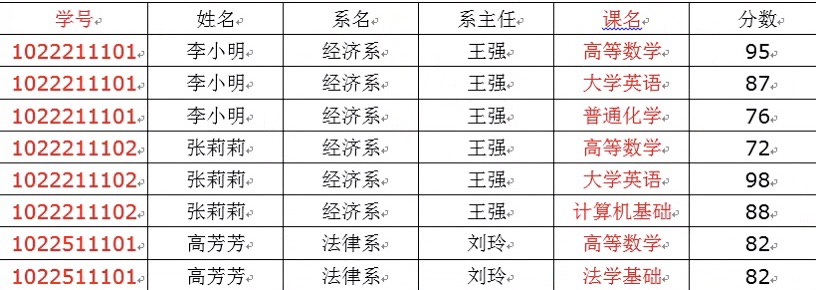 学号 姓名 系名 系主任 课名 分数
1022211101 李小明 经济系 王强 高等数学 95
1022211101 李小明 经济系 王强 大学英语 87
1022211101 李小明 经济系 王强 普通化学 76
1022211102 张莉莉 经济系 王强 高等数学 72
1022211102 张莉莉 经济系 王强 大学英语 98
1022211102 张莉莉 经济系 王强 计算机基础 88
1022511101 高芳芳 法律系 刘玲 高等数学 82
1022511101 高芳芳 法律系 刘玲 法学基础 82